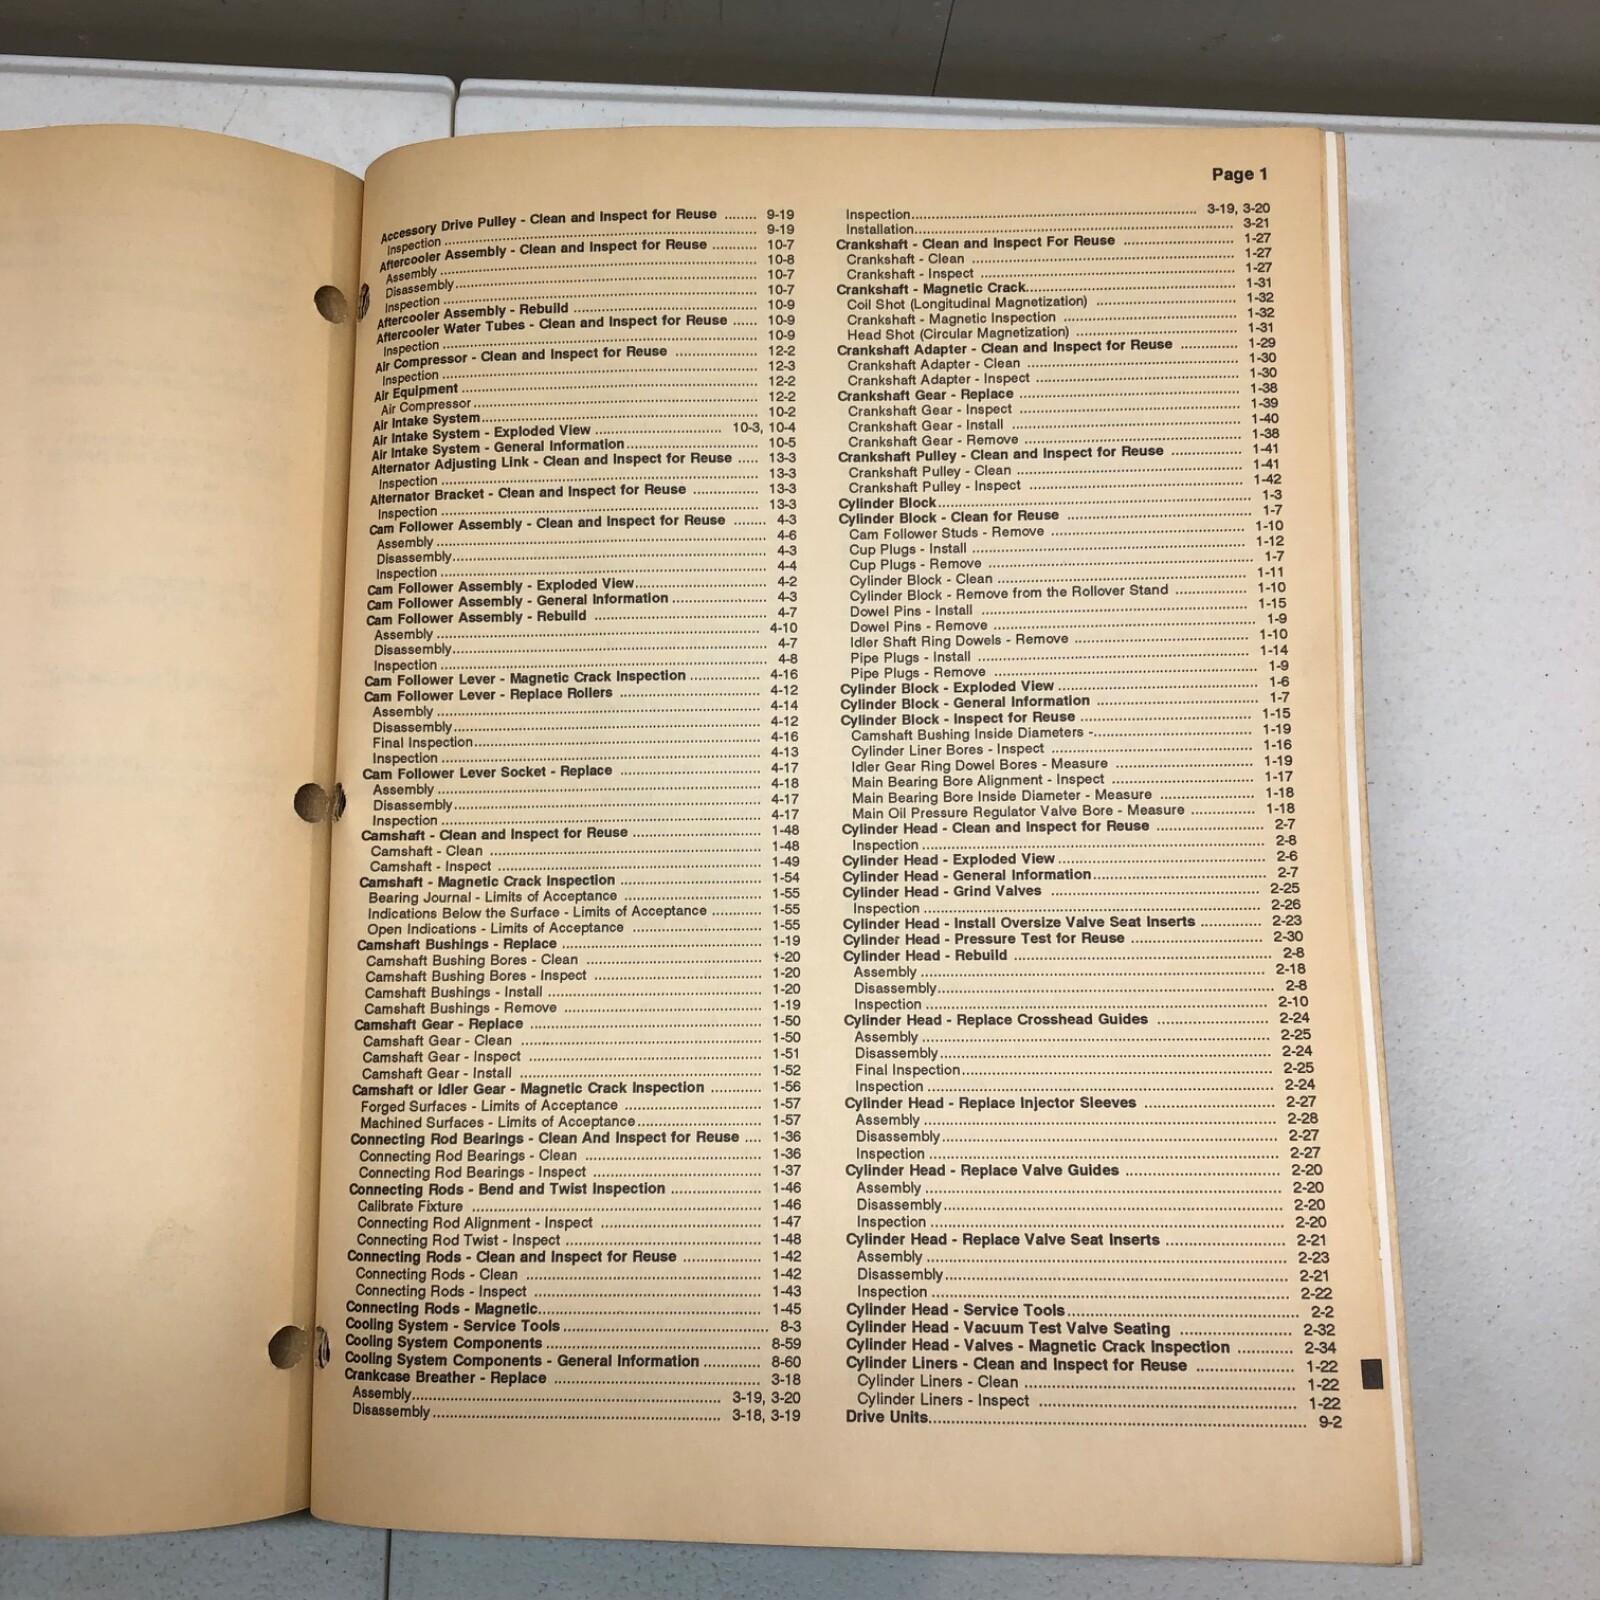 Page 1
Accessory Drive Pulley - Clean and Inspect for Reuse ........ 9-19
Inspection ........ 9-19
Aftercooler Assembly - Clean and Inspect for Reuse ........ 10-7
Assembly ........ 10-8
Disassembly ........ 10-7
Inspection ........ 10-7
Aftercooler Assembly - Rebuild ........ 10-9
Aftercooler Water Tubes - Clean and Inspect for Reuse ...... 10-9
Inspection ........ 10-9
Air Compressor - Clean and Inspect for Reuse ........ 12-2
Inspection ........ 12-3
Air Equipment ........ 12-2
Air Compressor ........ 12-2
Air Intake System ........ 10-2
Air Intake System - Exploded View ........ 10-3, 10-4
Air Intake System - General Information ........ 10-5
Alternator Adjusting Link - Clean and Inspect for Reuse ..... 13-3
Inspection ........ 13-3
Alternator Bracket - Clean and Inspect for Reuse ........ 13-3
Inspection ........ 13-3
Cam Follower Assembly - Clean and Inspect for Reuse ........ 4-3
Assembly ........ 4-6
Disassembly ........ 4-3
Inspection ........ 4-4
Cam Follower Assembly - Exploded View ........ 4-2
Cam Follower Assembly - General Information ........ 4-3
Cam Follower Assembly - Rebuild ........ 4-7
Assembly ........ 4-10
Disassembly ........ 4-7
Inspection ........ 4-8
Cam Follower Lever - Magnetic Crack Inspection ........ 4-16
Cam Follower Lever - Replace Rollers ........ 4-12
Assembly ........ 4-14
Disassembly ........ 4-12
Final Inspection ........ 4-16
Inspection ........ 4-13
Cam Follower Lever Socket - Replace ........ 4-17
Assembly ........ 4-18
Disassembly ........ 4-17
Inspection ........ 4-17
Camshaft - Clean and Inspect for Reuse ........ 1-48
Camshaft - Clean ........ 1-48
Camshaft - Inspect ........ 1-49
Camshaft - Magnetic Crack Inspection ........ 1-54
Bearing Journal - Limits of Acceptance ........ 1-55
Indications Below the Surface - Limits of Acceptance ........ 1-55
Open Indications - Limits of Acceptance ........ 1-55
Camshaft Bushings - Replace ........ 1-19
Camshaft Bushing Bores - Clean ........ 1-20
Camshaft Bushing Bores - Inspect ........ 1-20
Camshaft Bushings - Install ........ 1-20
Camshaft Bushings - Remove ........ 1-19
Camshaft Gear - Replace ........ 1-50
Camshaft Gear - Clean ........ 1-50
Camshaft Gear - Inspect ........ 1-51
Camshaft Gear - Install ........ 1-52
Camshaft or Idler Gear - Magnetic Crack Inspection ........ 1-56
Forged Surfaces - Limits of Acceptance ........ 1-57
Machined Surfaces - Limits of Acceptance ........ 1-57
Connecting Rod Bearings - Clean And Inspect for Reuse .... 1-36
Connecting Rod Bearings - Clean ........ 1-36
Connecting Rod Bearings - Inspect ........ 1-37
Connecting Rods - Bend and Twist Inspection ........ 1-46
Calibrate Fixture ........ 1-46
Connecting Rod Alignment - Inspect ........ 1-47
Connecting Rod Twist - Inspect ........ 1-48
Connecting Rods - Clean and Inspect for Reuse ........ 1-42
Connecting Rods - Clean ........ 1-42
Connecting Rods - Inspect ........ 1-43
Connecting Rods - Magnetic ........ 1-45
Cooling System - Service Tools ........ 8-3
Cooling System Components ........ 8-59
Cooling System Components - General Information ........ 8-60
Crankcase Breather - Replace ........ 3-18
Assembly ........ 3-19, 3-20
Disassembly ........ 3-18, 3-19
Inspection ........ 3-19, 3-20
Installation ........ 3-21
Crankshaft - Clean and Inspect For Reuse ........ 1-27
Crankshaft - Clean ........ 1-27
Crankshaft - Inspect ........ 1-27
Crankshaft - Magnetic Crack ........ 1-31
Coil Shot (Longitudinal Magnetization) ........ 1-32
Crankshaft - Magnetic Inspection ........ 1-32
Head Shot (Circular Magnetization) ........ 1-31
Crankshaft Adapter - Clean and Inspect for Reuse ........ 1-29
Crankshaft Adapter - Clean ........ 1-30
Crankshaft Adapter - Inspect ........ 1-30
Crankshaft Gear - Replace ........ 1-38
Crankshaft Gear - Inspect ........ 1-39
Crankshaft Gear - Install ........ 1-40
Crankshaft Gear - Remove ........ 1-38
Crankshaft Pulley - Clean and Inspect for Reuse ........ 1-41
Crankshaft Pulley - Clean ........ 1-41
Crankshaft Pulley - Inspect ........ 1-42
Cylinder Block ........ 1-3
Cylinder Block - Clean for Reuse ........ 1-7
Cam Follower Studs - Remove ........ 1-10
Cup Plugs - Install ........ 1-12
Cup Plugs - Remove ........ 1-7
Cylinder Block - Clean ........ 1-11
Cylinder Block - Remove from the Rollover Stand ........ 1-10
Dowel Pins - Install ........ 1-15
Dowel Pins - Remove ........ 1-9
Idler Shaft Ring Dowels - Remove ........ 1-10
Pipe Plugs - Install ........ 1-14
Pipe Plugs - Remove ........ 1-9
Cylinder Block - Exploded View ........ 1-6
Cylinder Block - General Information ........ 1-7
Cylinder Block - Inspect for Reuse ........ 1-15
Camshaft Bushing Inside Diameters - ........ 1-19
Cylinder Liner Bores - Inspect ........ 1-16
Idler Gear Ring Dowel Bores - Measure ........ 1-19
Main Bearing Bore Alignment - Inspect ........ 1-17
Main Bearing Bore Inside Diameter - Measure ........ 1-18
Main Oil Pressure Regulator Valve Bore - Measure ........ 1-18
Cylinder Head - Clean and Inspect for Reuse ........ 2-7
Inspection ........ 2-8
Cylinder Head - Exploded View ........ 2-6
Cylinder Head - General Information ........ 2-7
Cylinder Head - Grind Valves ........ 2-25
Inspection ........ 2-26
Cylinder Head - Install Oversize Valve Seat Inserts ........ 2-23
Cylinder Head - Pressure Test for Reuse ........ 2-30
Cylinder Head - Rebuild ........ 2-8
Assembly ........ 2-18
Disassembly ........ 2-8
Inspection ........ 2-10
Cylinder Head - Replace Crosshead Guides ........ 2-24
Assembly ........ 2-25
Disassembly ........ 2-24
Final Inspection ........ 2-25
Inspection ........ 2-24
Cylinder Head - Replace Injector Sleeves ........ 2-27
Assembly ........ 2-28
Disassembly ........ 2-27
Inspection ........ 2-27
Cylinder Head - Replace Valve Guides ........ 2-20
Assembly ........ 2-20
Disassembly ........ 2-20
Inspection ........ 2-20
Cylinder Head - Replace Valve Seat Inserts ........ 2-21
Assembly ........ 2-23
Disassembly ........ 2-21
Inspection ........ 2-22
Cylinder Head - Service Tools ........ 2-2
Cylinder Head - Vacuum Test Valve Seating ........ 2-32
Cylinder Head - Valves - Magnetic Crack Inspection ........ 2-34
Cylinder Liners - Clean and Inspect for Reuse ........ 1-22
Cylinder Liners - Clean ........ 1-22
Cylinder Liners - Inspect ........ 1-22
Drive Units ........ 9-2